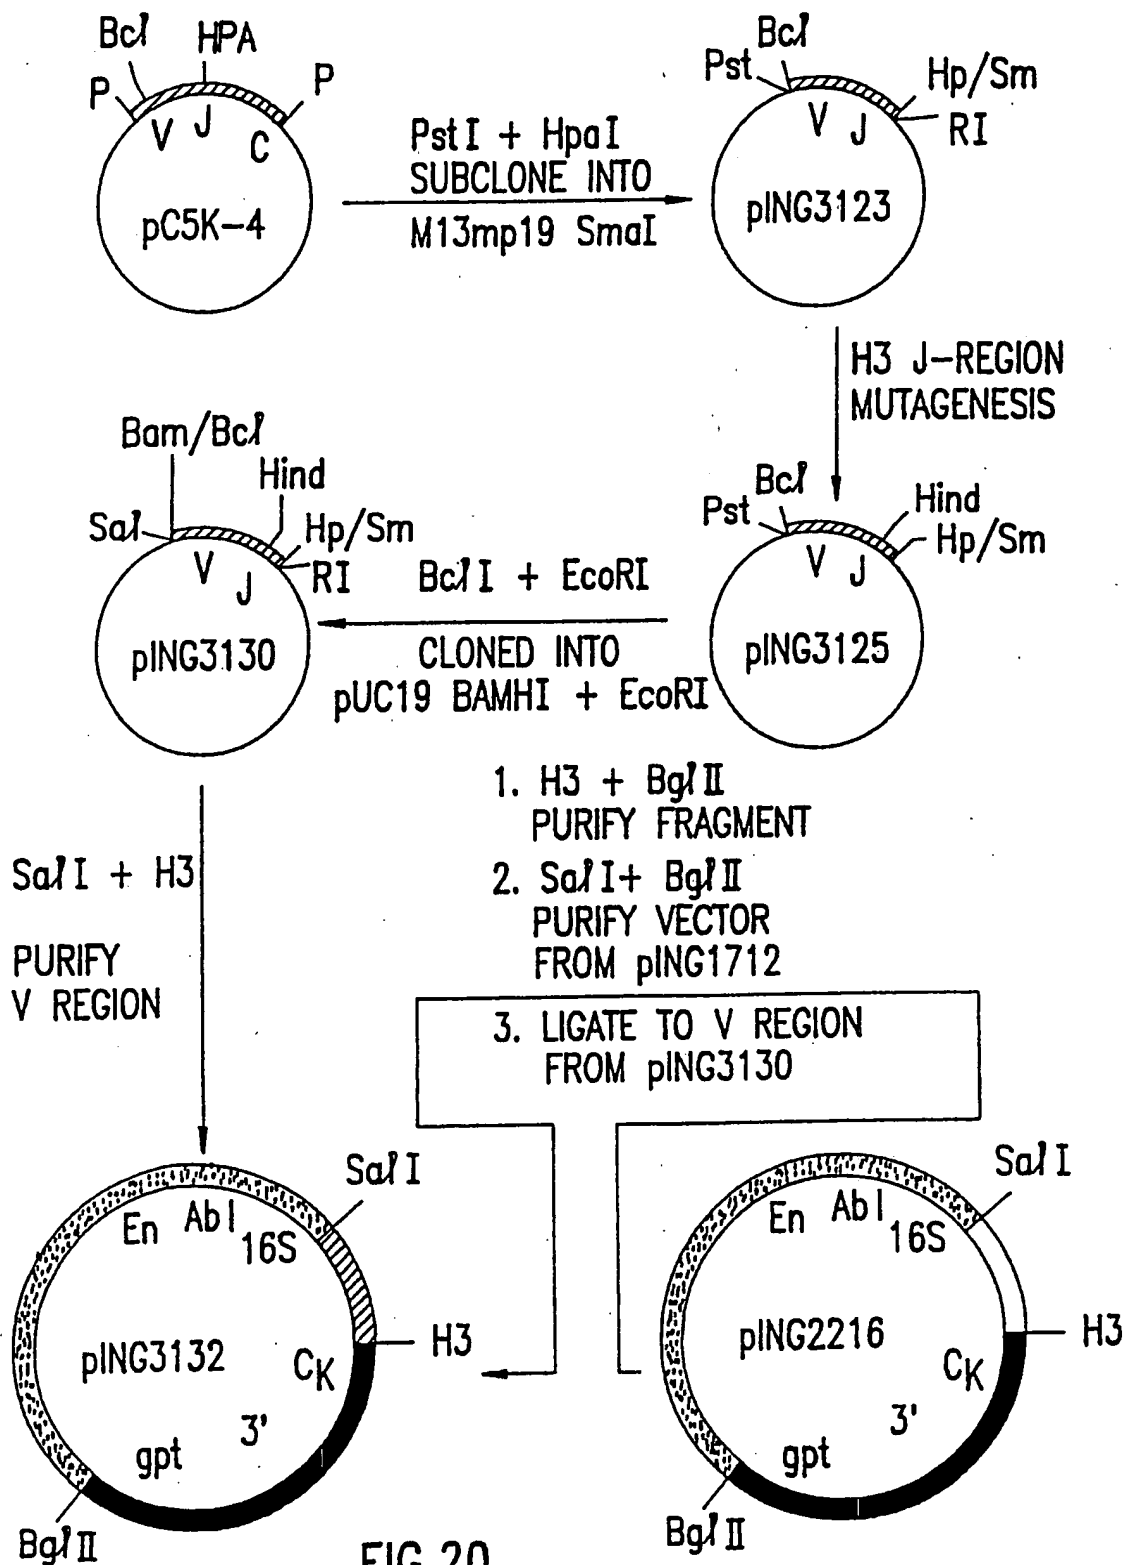 P
Bcl
HPA
P
V
J
C
pC5K-4
PstI + HpaI
SUBCLONE INTO
M13mp19 SmaI
Pst
Bcl
Hp/Sm
RI
V
J
pING3123
H3 J-REGION
MUTAGENESIS
Pst
Bcl
Hind
Hp/Sm
V
J
pING3125
BclI + EcoRI
CLONED INTO
pUC19 BAMHI + EcoRI
Bam/Bcl
Hind
Sal
Hp/Sm
RI
V
J
pING3130
SalI + H3
PURIFY
V REGION
1. H3 + BglII
PURIFY FRAGMENT
2. SalI+ BglII
PURIFY VECTOR
FROM pING1712
3. LIGATE TO V REGION
FROM pING3130
SalI
En
AbI
16S
pING3132
H3
CK
3'
gpt
BglII
SalI
En
AbI
16S
pING2216
H3
CK
3'
gpt
BglII
FIG.20